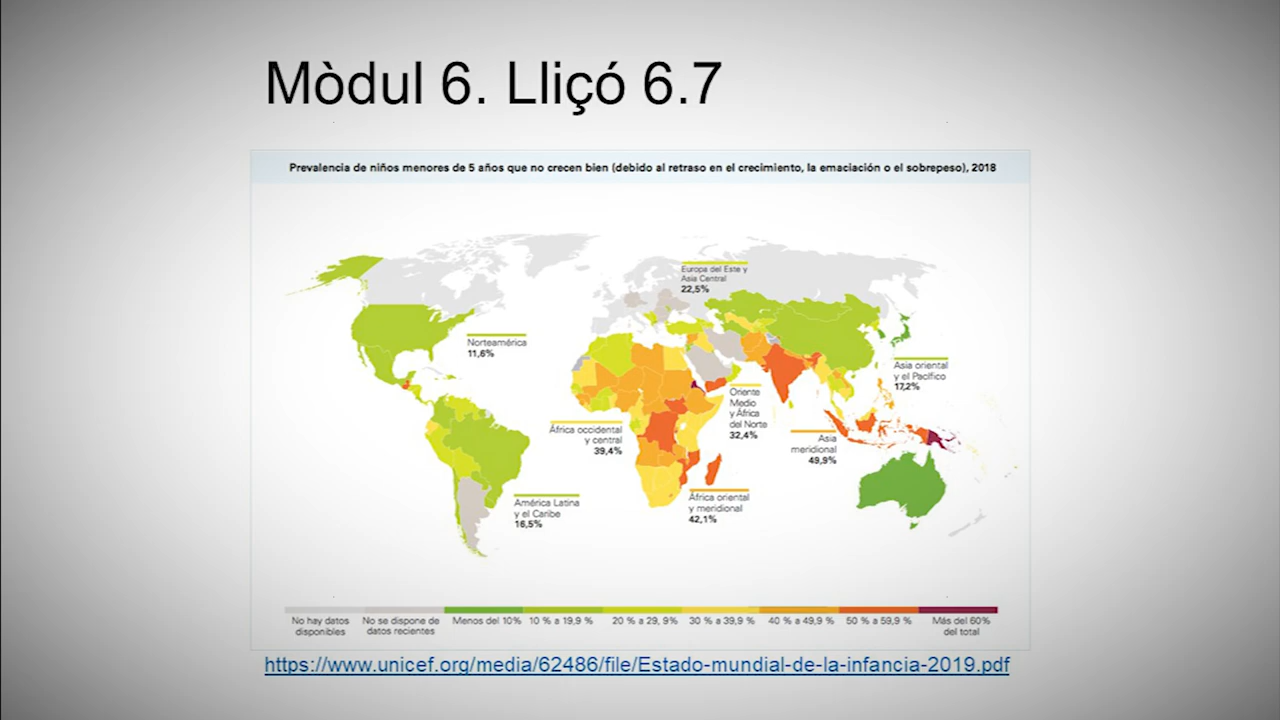 Mòdul 6. Lliçó 6.7
Prevalencia de niños menores de 5 años que no crecen bien (debido al retraso en el crecimiento, la emaciación o el sobrepeso), 2018
Europa del Este y
Asia Central
22,5%
Norteamérica
11,6%
Asia oriental
y el Pacífico
17,2%
Oriente
Medio
y África
del Norte
32,4%
África occidental
y central
39,4%
Asia
meridional
49,9%
América Latina
y el Caribe
16,5%
África oriental
y meridional
42,1%
No hay datos
disponibles
No se dispone de
datos recientes
Menos del 10%
10 % a 19,9 %
20 % a 29, 9%
30 % a 39,9 %
40 % a 49,9 %
50 % a 59,9 %
Más del 60%
del total
https://www.unicef.org/media/62486/file/Estado-mundial-de-la-infancia-2019.pdf